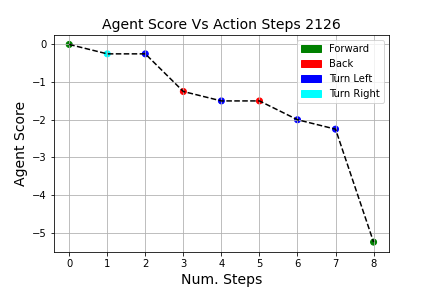 Agent Score Vs Action Steps 2126
Forward
Back
Turn Left
Turn Right
Agent Score
0
−1
−2
−3
−4
−5
0 1 2 3 4 5 6 7 8
Num. Steps